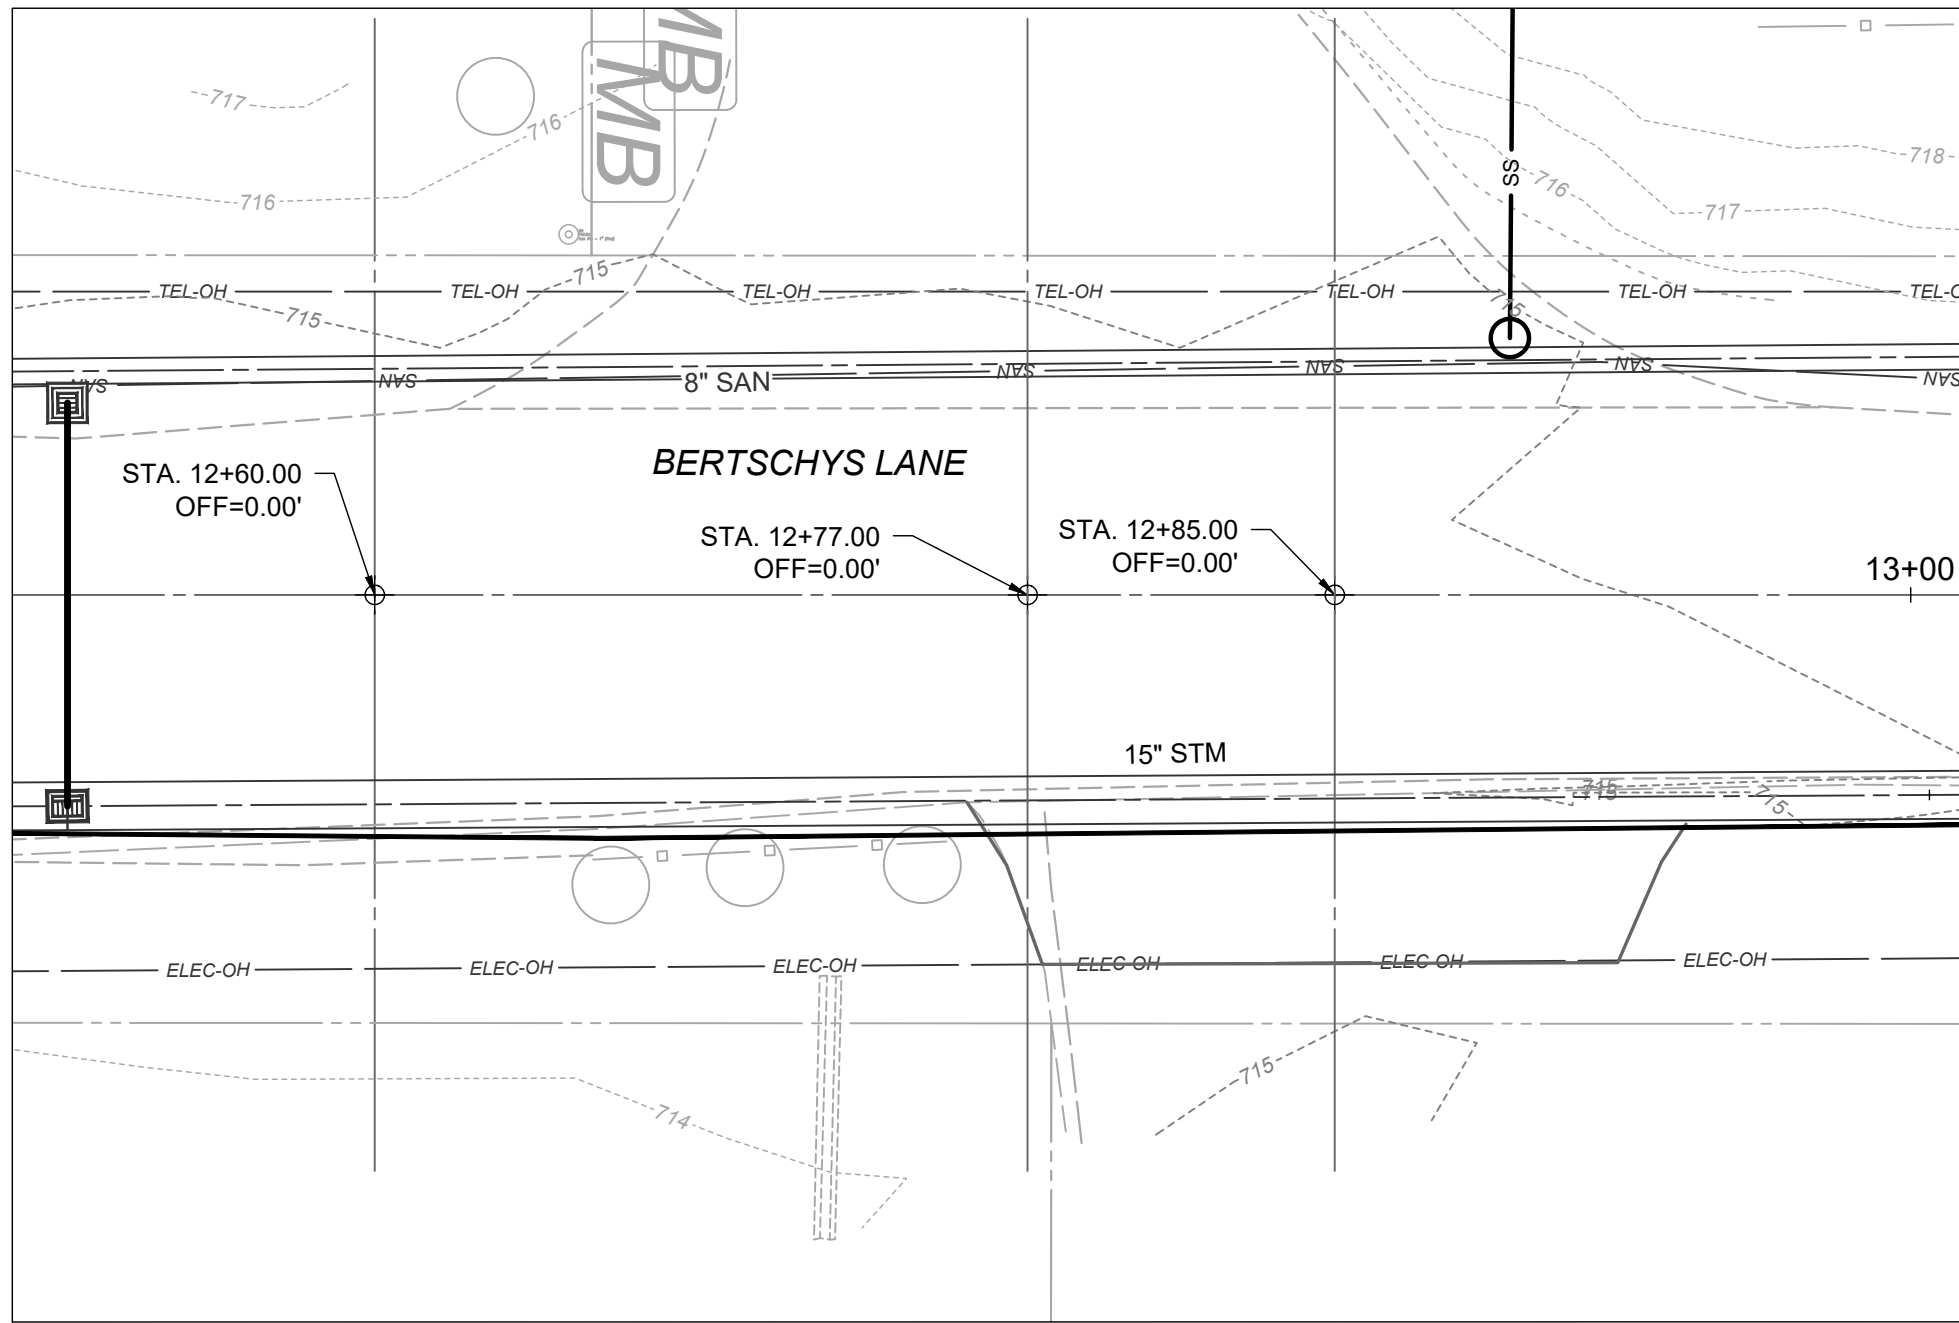 MB
MB
717
716
716
718
SS
716
717
715
TEL-OH
TEL-OH
TEL-OH
TEL-OH
TEL-OH
TEL-OH
715
715
SAN
SAN
8" SAN
SAN
SAN
SAN
SAN
BERTSCHYS LANE
STA. 12+60.00
OFF=0.00'
STA. 12+77.00
OFF=0.00'
STA. 12+85.00
OFF=0.00'
13+00
15" STM
715
715
ELEC-OH
ELEC-OH
ELEC-OH
ELEC-OH
ELEC-OH
ELEC-OH
715
714